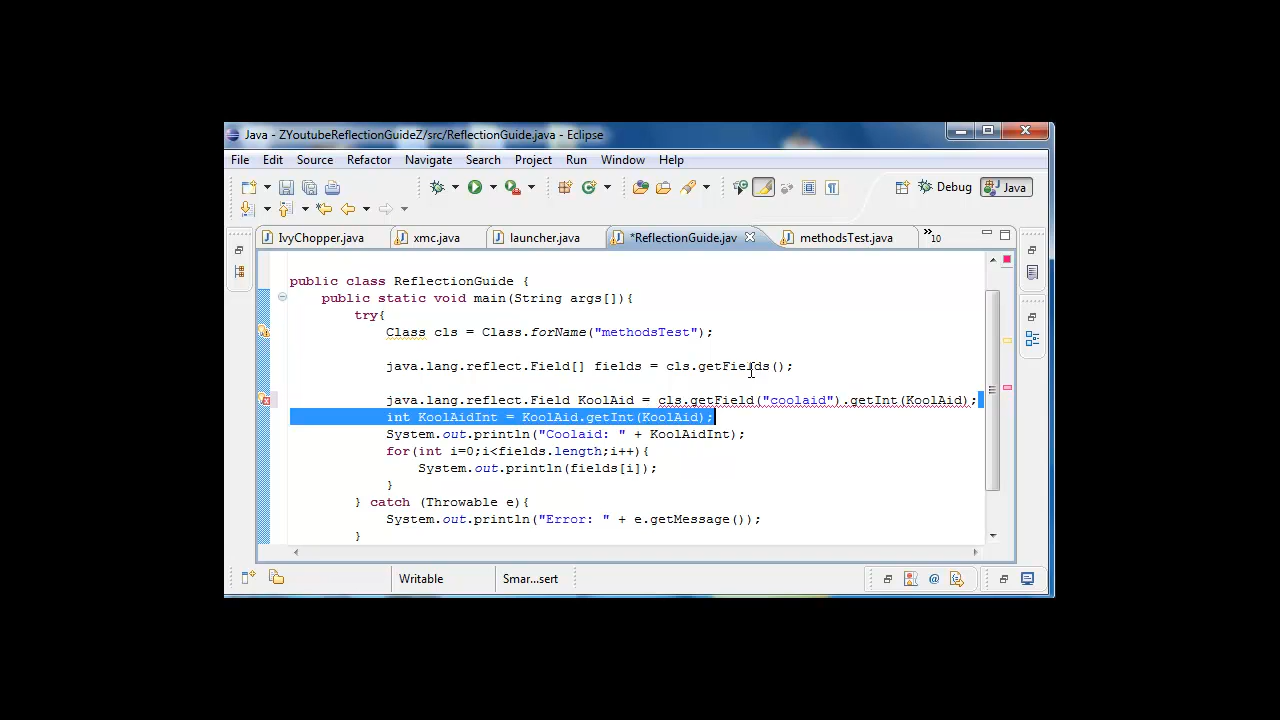 Java - ZYoutubeReflectionGuideZ/src/ReflectionGuide.java - Eclipse
File Edit Source Refactor Navigate Search Project Run Window Help
Debug Java
IvyChopper.java xmc.java launcher.java *ReflectionGuide.jav methodsTest.java »10
public class ReflectionGuide {
public static void main(String args[]){
try{
Class cls = Class.forName("methodsTest");
java.lang.reflect.Field[] fields = cls.getFields();
java.lang.reflect.Field KoolAid = cls.getField("coolaid").getInt(KoolAid);
int KoolAidInt = KoolAid.getInt(KoolAid);
System.out.println("Coolaid: " + KoolAidInt);
for(int i=0;i<fields.length;i++){
System.out.println(fields[i]);
}
} catch (Throwable e){
System.out.println("Error: " + e.getMessage());
}
Writable Smar...sert